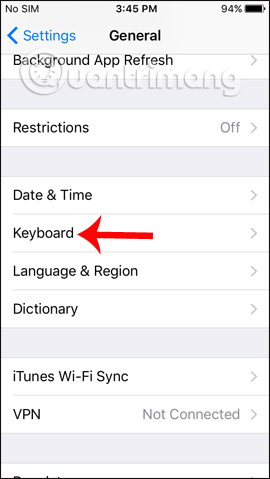 No SIM 3:45 PM 94%
Settings General
Background App Refresh
Quantrimang
Restrictions Off
Date & Time
Keyboard
Language & Region
Dictionary
iTunes Wi-Fi Sync
VPN Not Connected